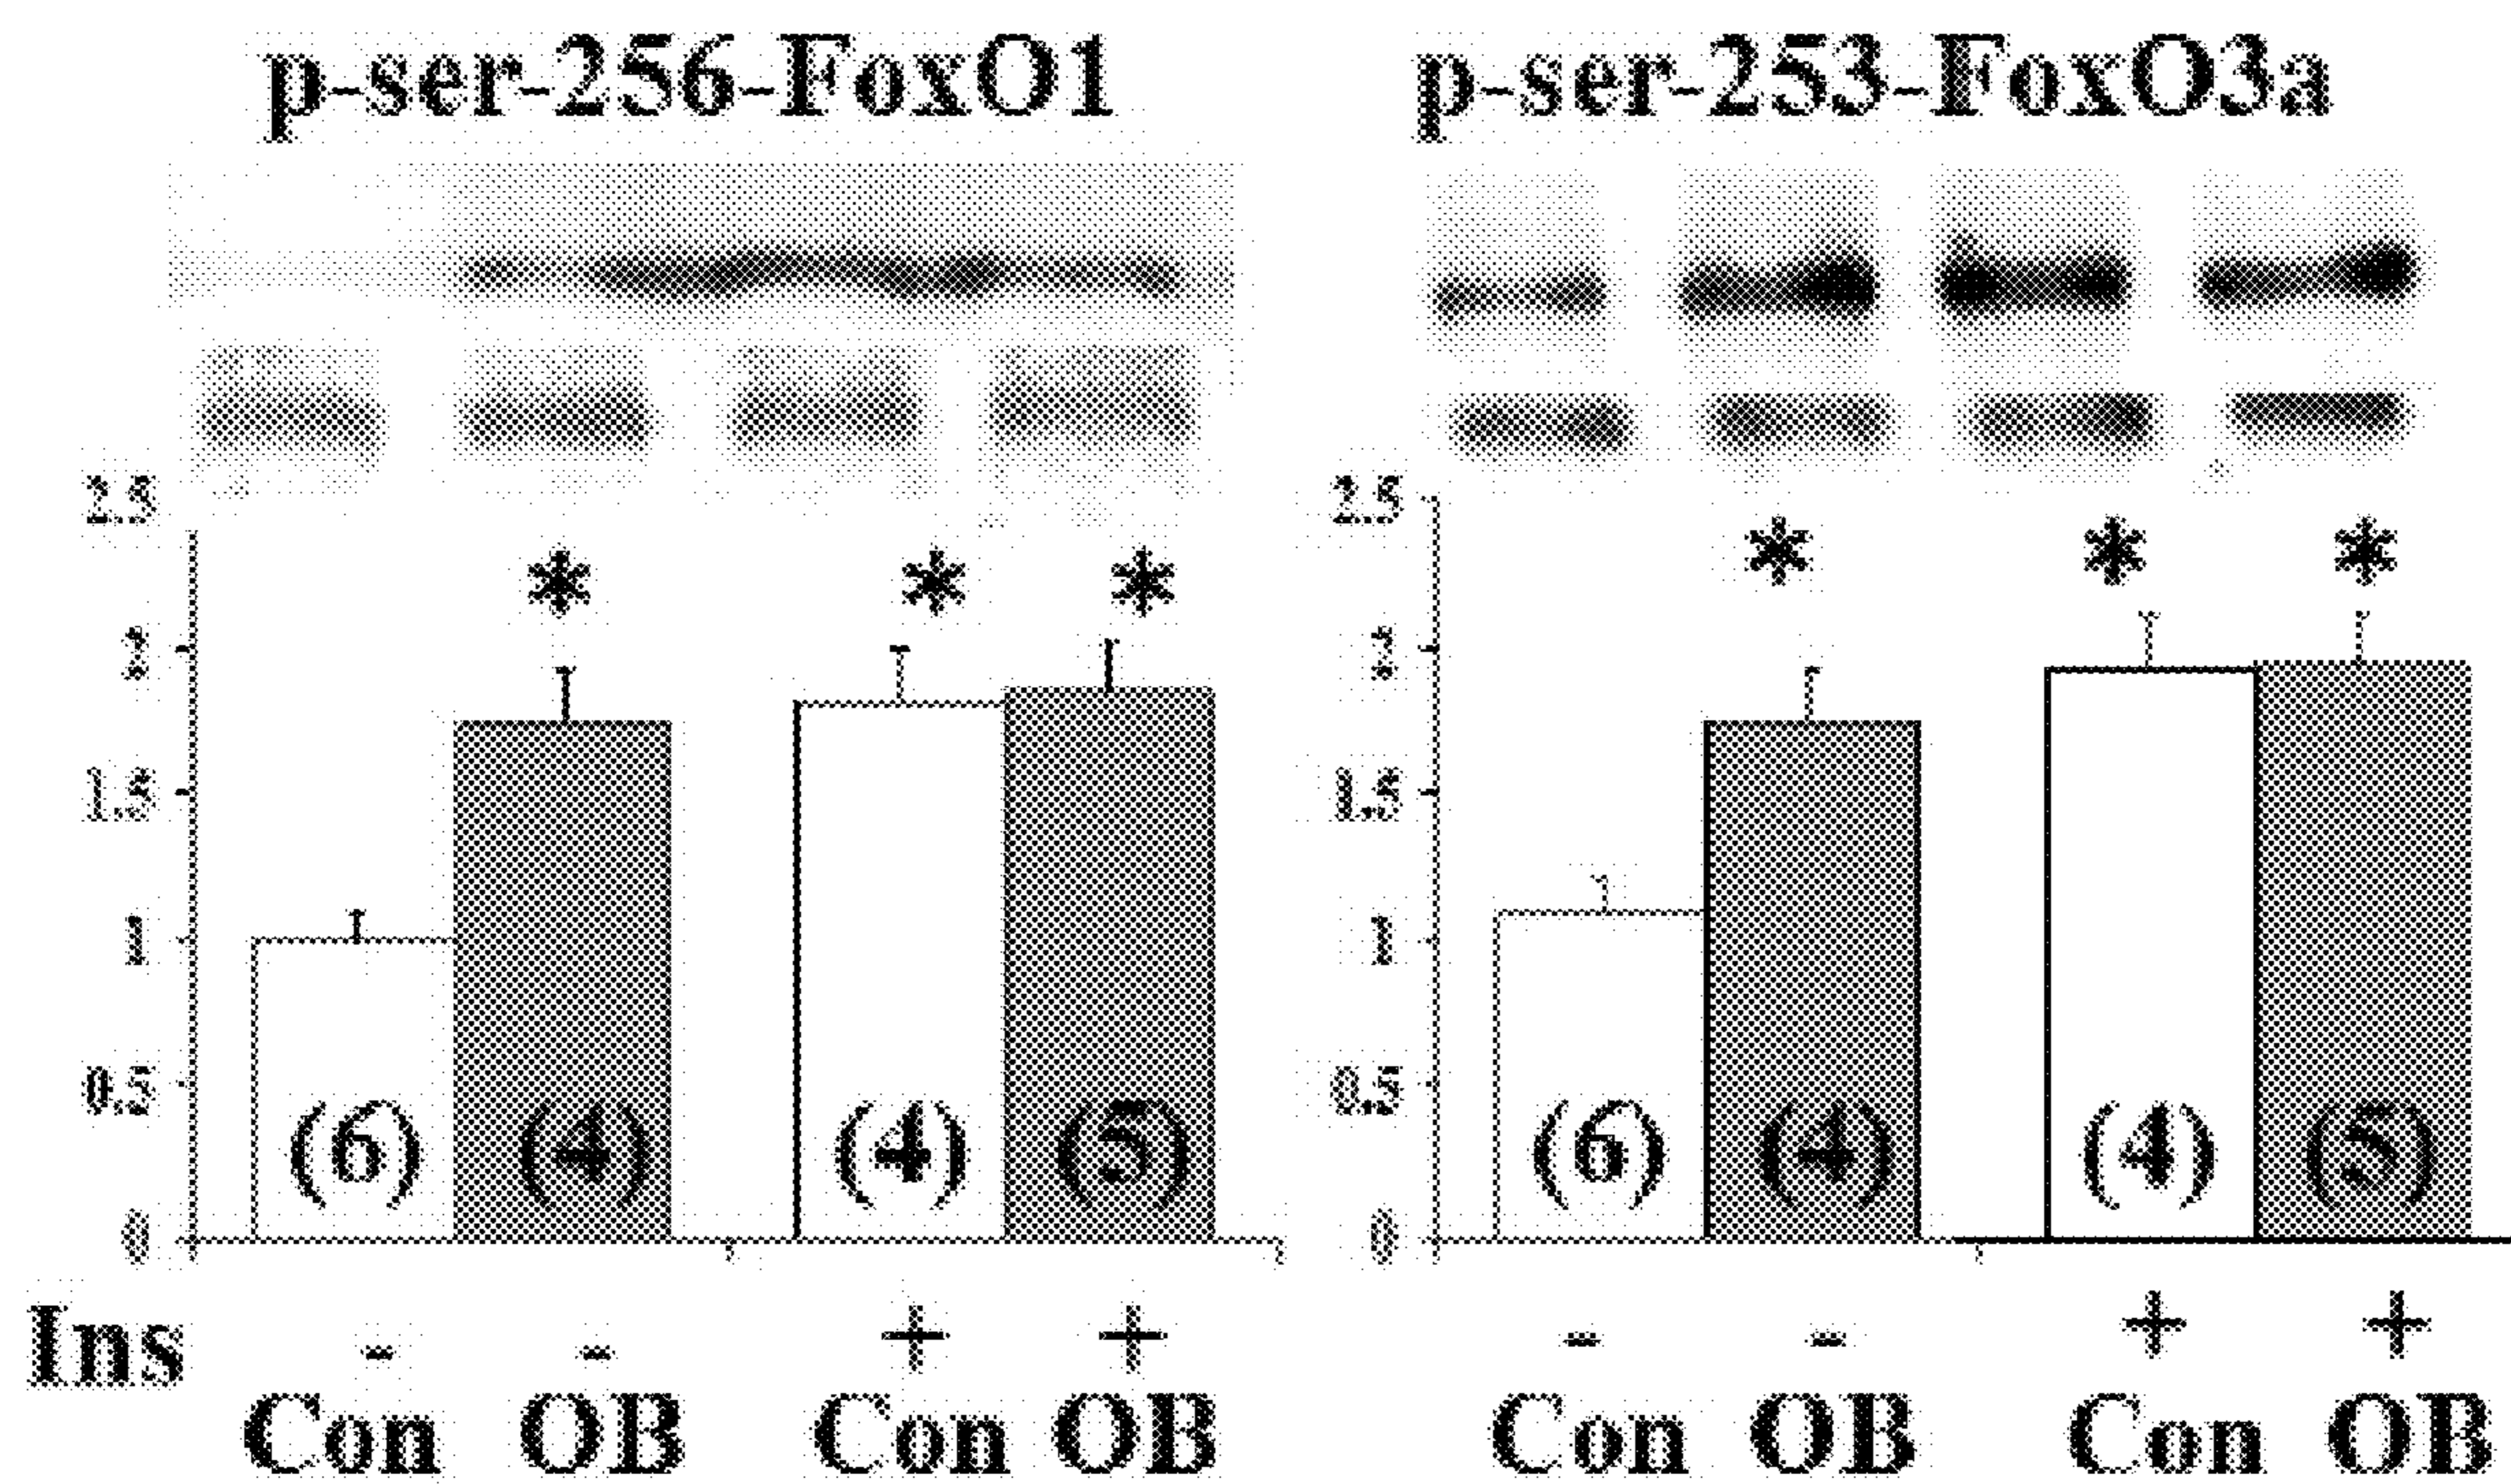 p-ser-256-FoxO1 p-ser-253-FoxO3a
2.5 2.5
* * * * * *
2 2
1.5 1.5
1 1
0.5 0.5
(6) (4) (4) (5) (6) (4) (4) (5)
0 0
Ins - - + + - - + +
Con OB Con OB Con OB Con OB